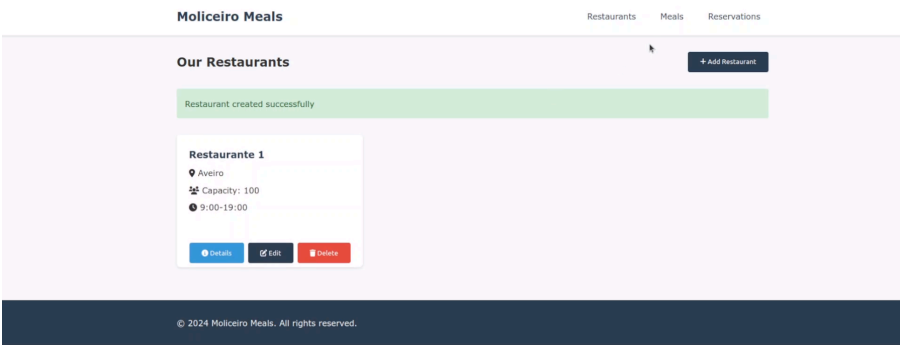 Moliceiro Meals
Restaurants Meals Reservations
Our Restaurants
+ Add Restaurant
Restaurant created successfully
Restaurante 1
Aveiro
Capacity: 100
9:00-19:00
Details Edit Delete
© 2024 Moliceiro Meals. All rights reserved.